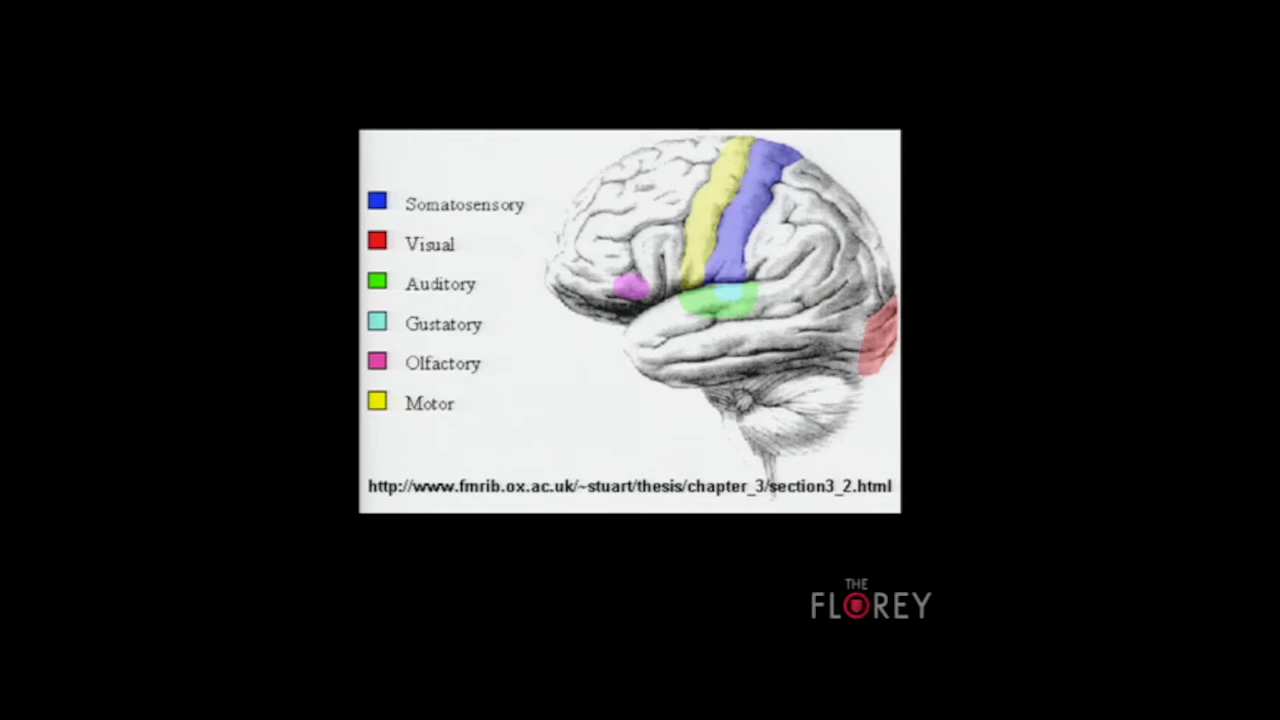 Somatosensory
Visual
Auditory
Gustatory
Olfactory
Motor
http://www.fmrib.ox.ac.uk/~stuart/thesis/chapter_3/section3_2.html
THE
FLOREY